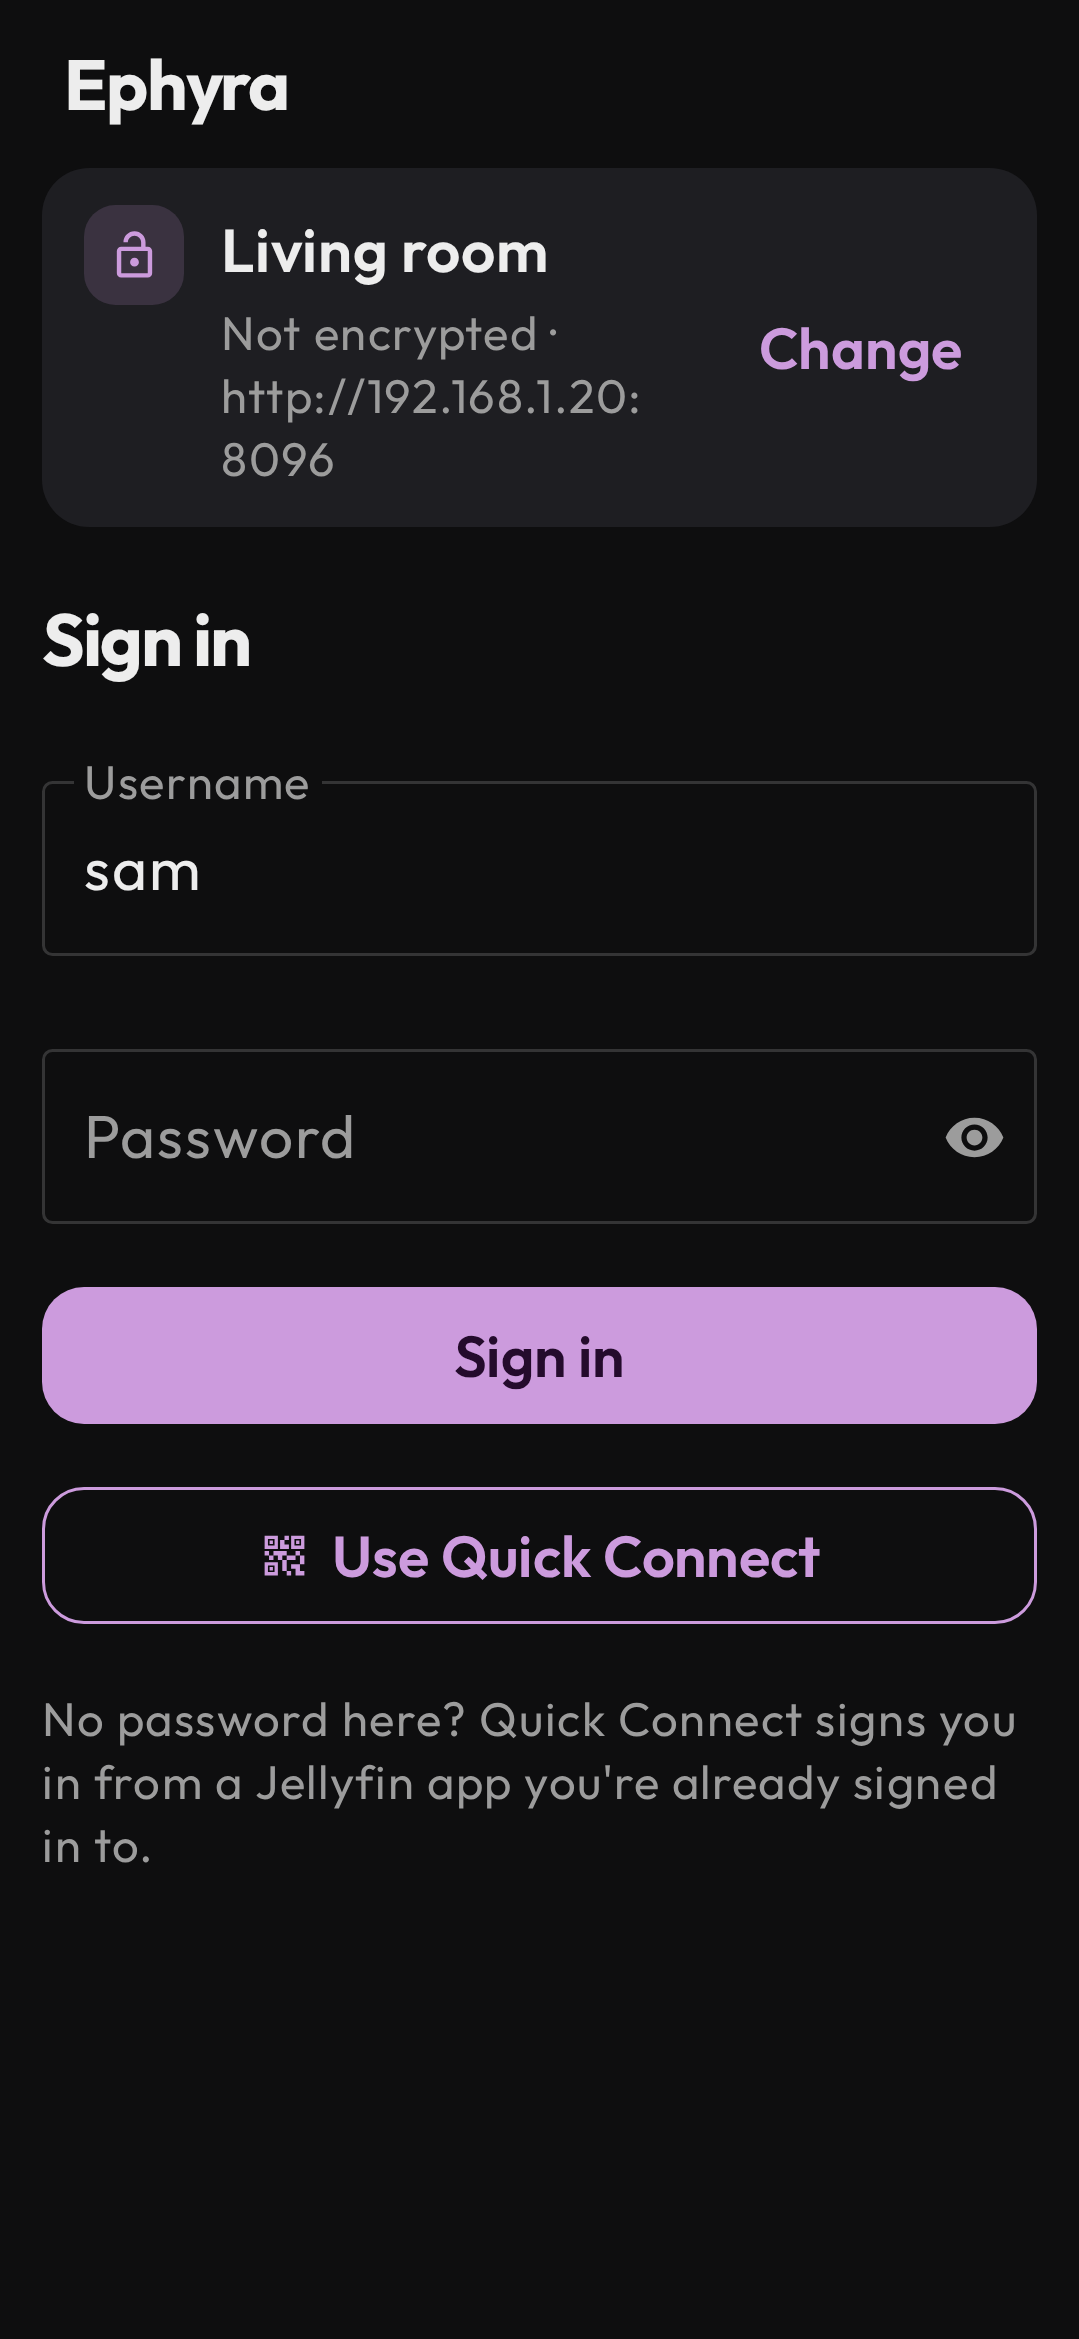 Ephyra
Living room
Not encrypted ·
http://192.168.1.20:
8096
Change
Sign in
Username
sam
Password
Sign in
Use Quick Connect
No password here? Quick Connect signs you
in from a Jellyfin app you're already signed
in to.